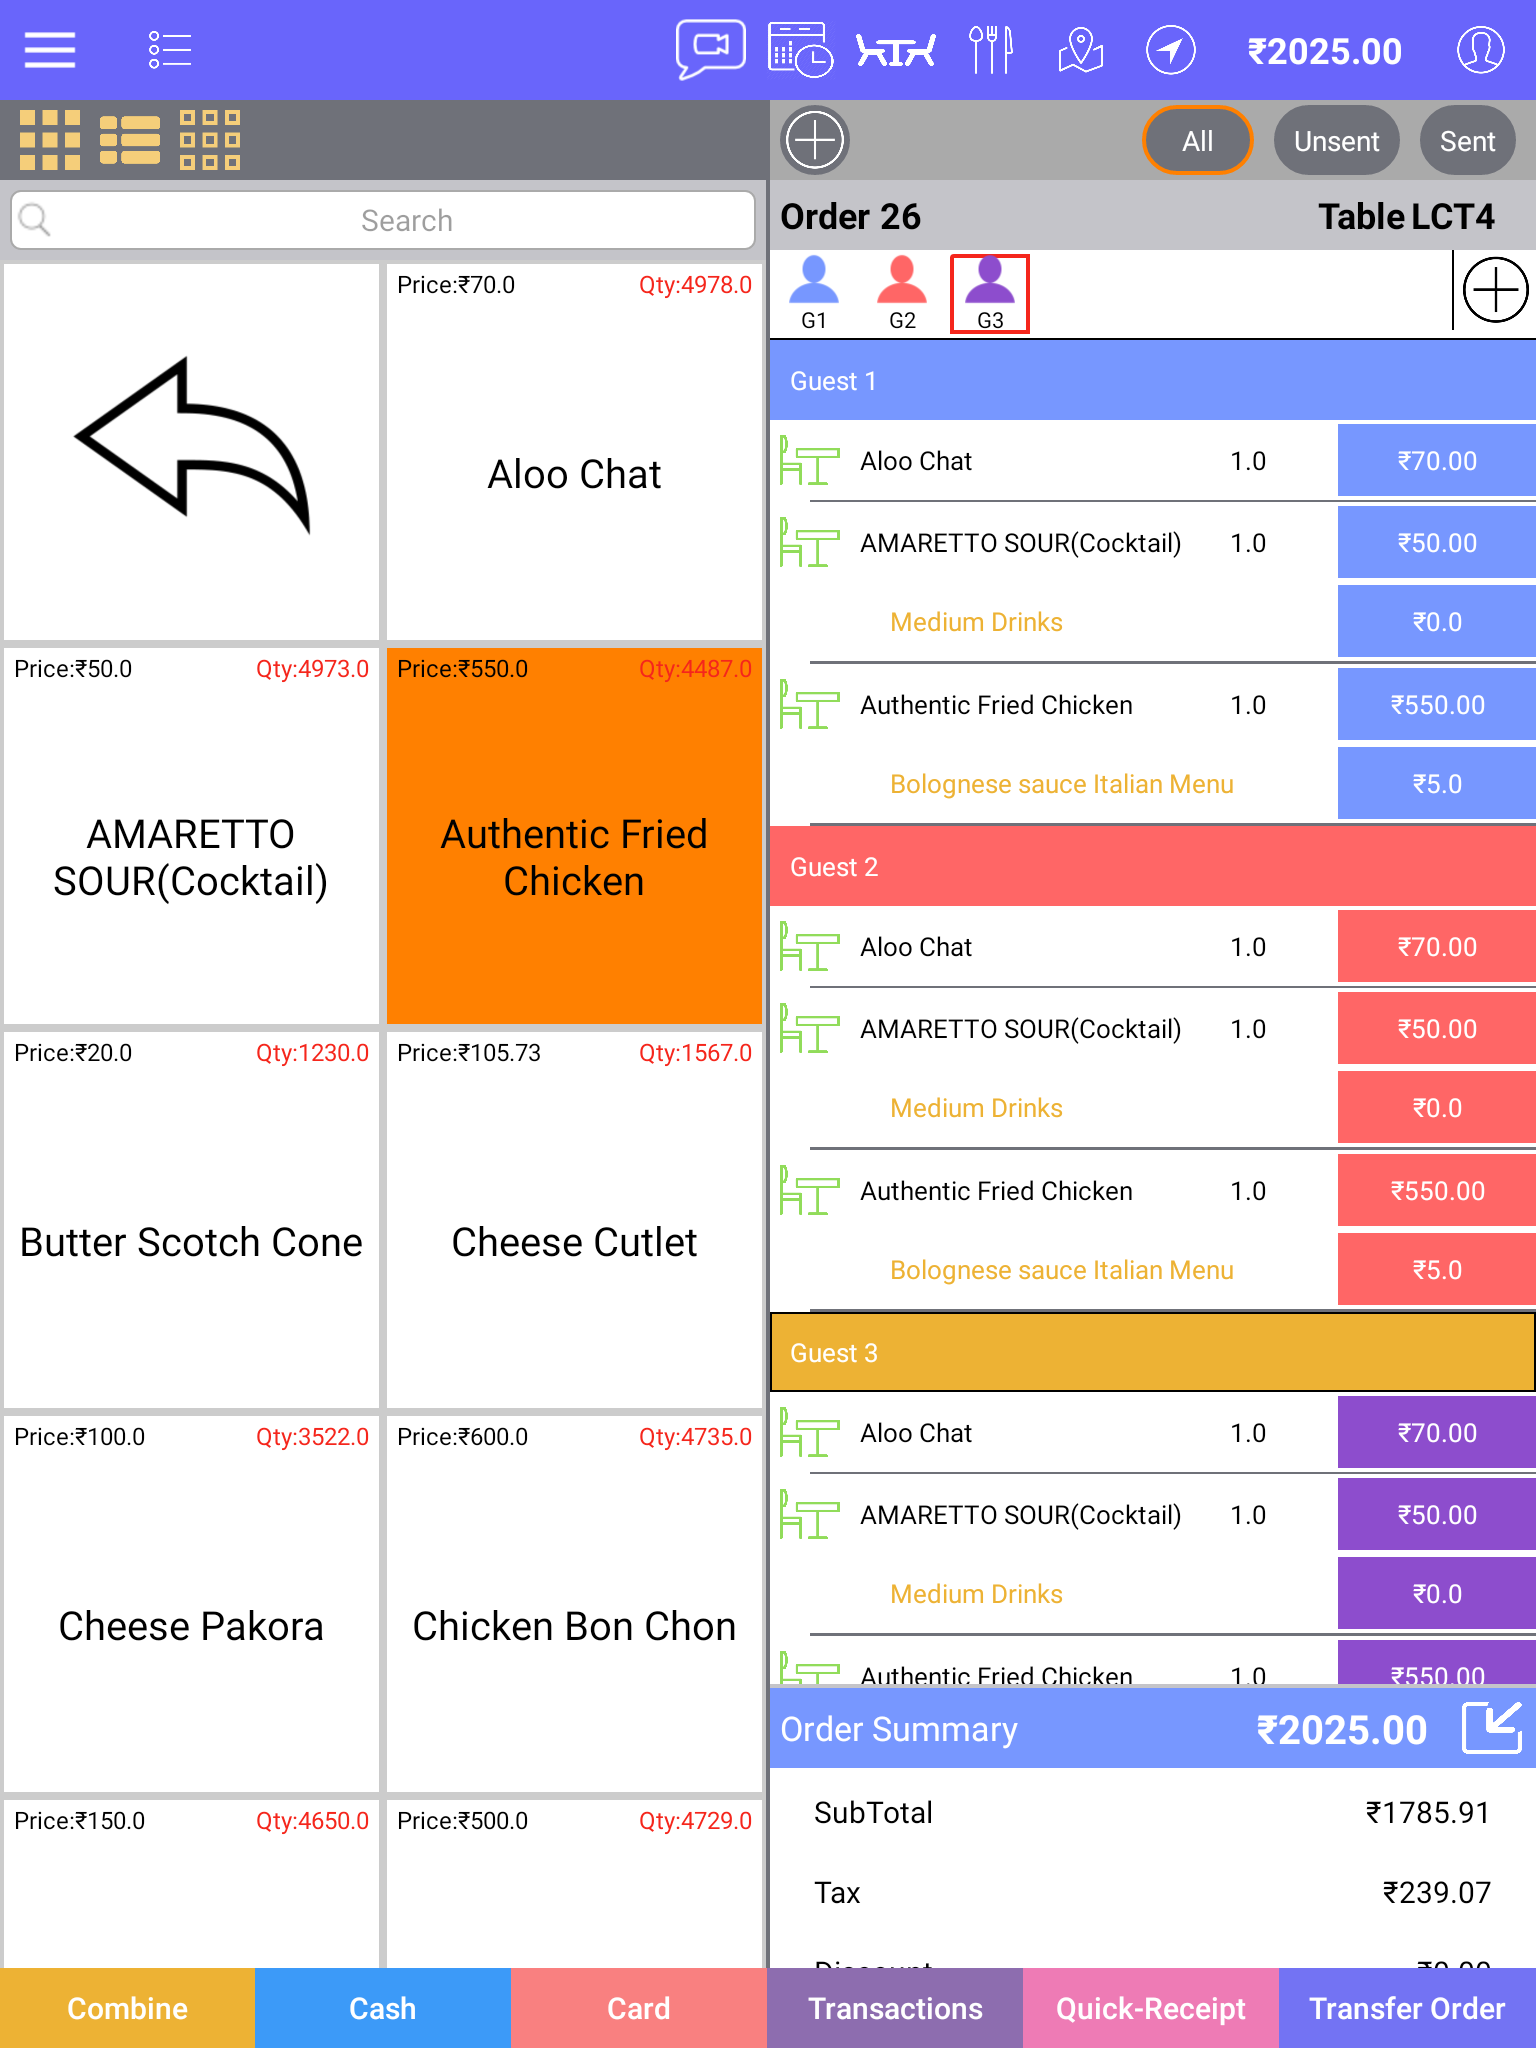 ₹2025.00
All
Unsent
Sent
Search
Order 26
Table LCT4
G1
G2
G3
Price:₹70.0
Qty:4978.0
Aloo Chat
Price:₹50.0
Qty:4973.0
AMARETTO
SOUR(Cocktail)
Price:₹550.0
Qty:4487.0
Authentic Fried
Chicken
Price:₹20.0
Qty:1230.0
Butter Scotch Cone
Price:₹105.73
Qty:1567.0
Cheese Cutlet
Price:₹100.0
Qty:3522.0
Cheese Pakora
Price:₹600.0
Qty:4735.0
Chicken Bon Chon
Price:₹150.0
Qty:4650.0
Price:₹500.0
Qty:4729.0
Guest 1
Aloo Chat 1.0 ₹70.00
AMARETTO SOUR(Cocktail) 1.0 ₹50.00
Medium Drinks ₹0.0
Authentic Fried Chicken 1.0 ₹550.00
Bolognese sauce Italian Menu ₹5.0
Guest 2
Aloo Chat 1.0 ₹70.00
AMARETTO SOUR(Cocktail) 1.0 ₹50.00
Medium Drinks ₹0.0
Authentic Fried Chicken 1.0 ₹550.00
Bolognese sauce Italian Menu ₹5.0
Guest 3
Aloo Chat 1.0 ₹70.00
AMARETTO SOUR(Cocktail) 1.0 ₹50.00
Medium Drinks ₹0.0
Authentic Fried Chicken 1.0 ₹550.00
Order Summary ₹2025.00
SubTotal ₹1785.91
Tax ₹239.07
Combine
Cash
Card
Transactions
Quick-Receipt
Transfer Order